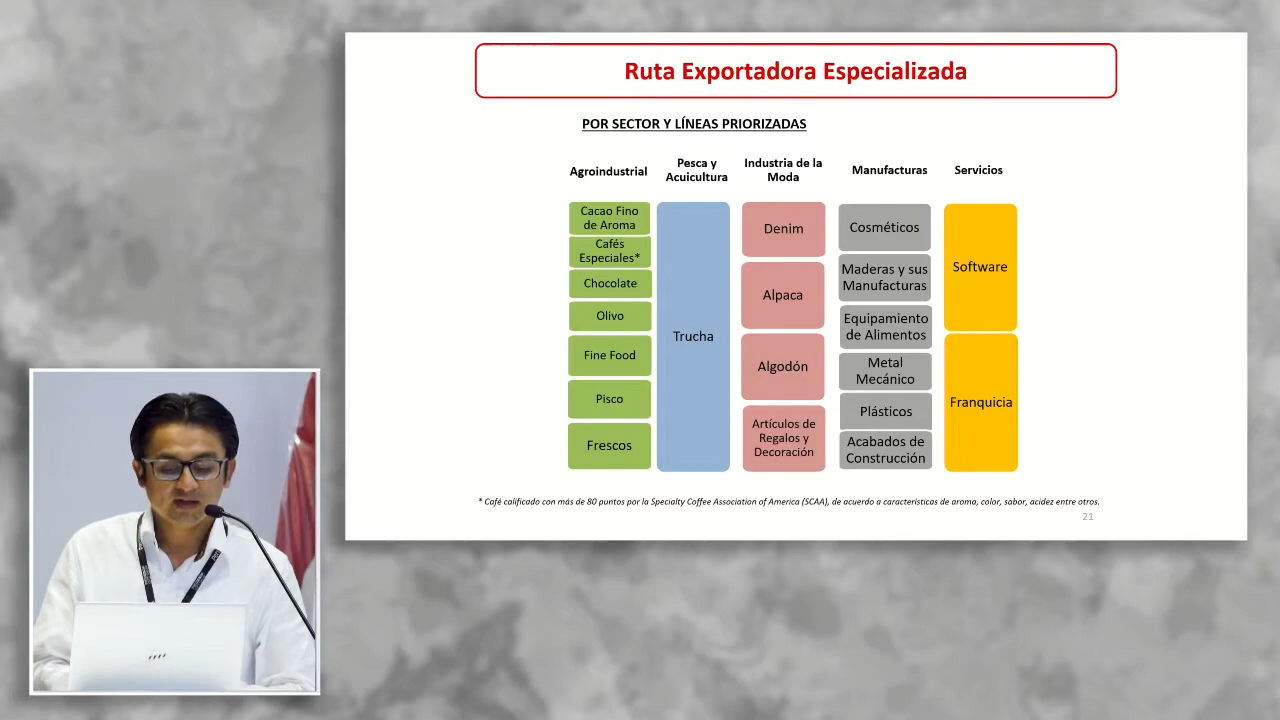 Ruta Exportadora Especializada
POR SECTOR Y LÍNEAS PRIORIZADAS
Agroindustrial
Pesca y
Acuicultura
Industria de la
Moda
Manufacturas
Servicios
Cacao Fino
de Aroma
Cafés
Especiales*
Chocolate
Olivo
Fine Food
Pisco
Frescos
Trucha
Denim
Alpaca
Algodón
Artículos de
Regalos y
Decoración
Cosméticos
Maderas y sus
Manufacturas
Equipamiento
de Alimentos
Metal
Mecánico
Plásticos
Acabados de
Construcción
Software
Franquicia
* Café calificado con más de 80 puntos por la Specialty Coffee Association of America (SCAA), de acuerdo a características de aroma, color, sabor, acidez entre otros.
21
hp